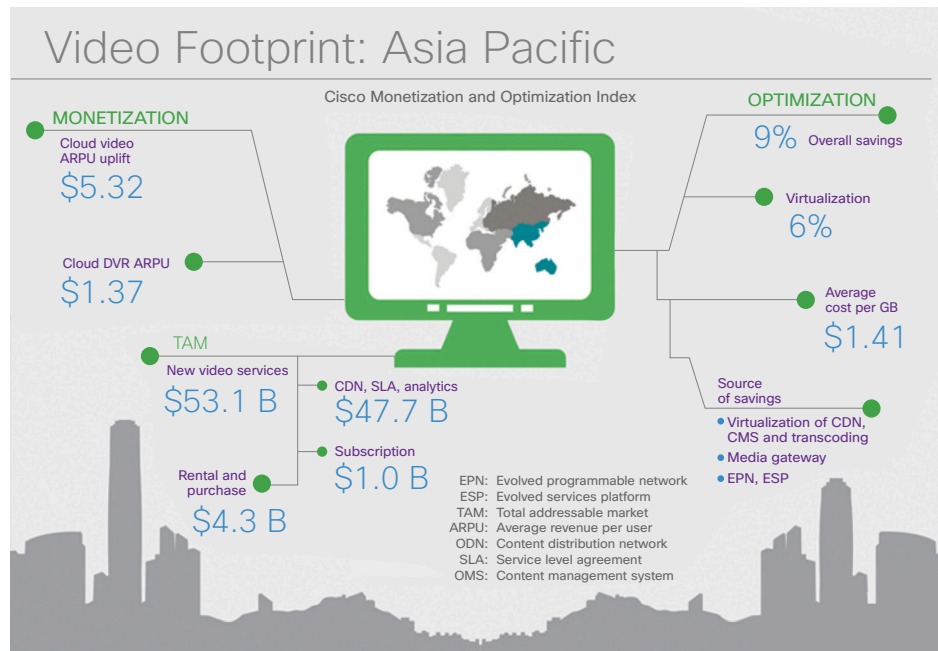 Video Footprint: Asia Pacific
Cisco Monetization and Optimization Index
MONETIZATION
Cloud video
ARPU uplift
$5.32
Cloud DVR ARPU
$1.37
TAM
New video services
$53.1 B
CDN, SLA, analytics
$47.7 B
Subscription
$1.0 B
Rental and
purchase
$4.3 B
OPTIMIZATION
9% Overall savings
Virtualization
6%
Average
cost per GB
$1.41
Source
of savings
• Virtualization of CDN,
CMS and transcoding
• Media gateway
• EPN, ESP
EPN: Evolved programmable network
ESP: Evolved services platform
TAM: Total addressable market
ARPU: Average revenue per user
ODN: Content distribution network
SLA: Service level agreement
OMS: Content management system